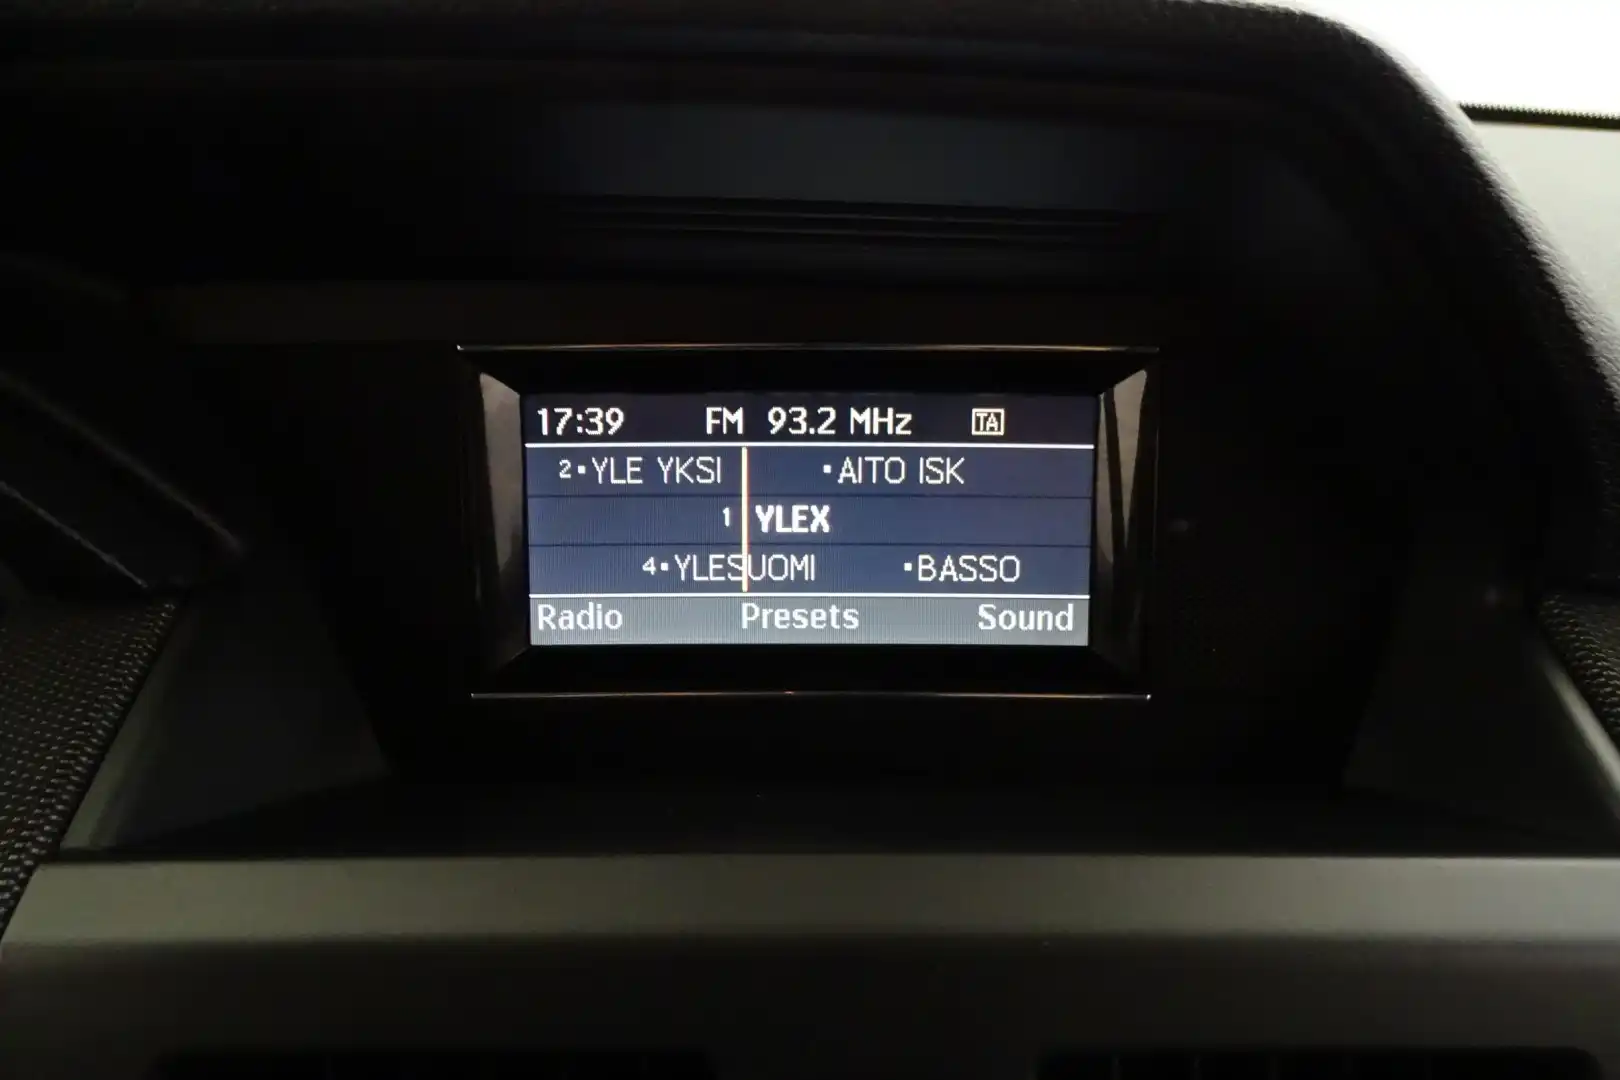 17:39 FM 93.2 MHz TA
2·YLE YKSI ·AITO ISK
1 YLEX
4·YLESUOMI ·BASSO
Radio Presets Sound